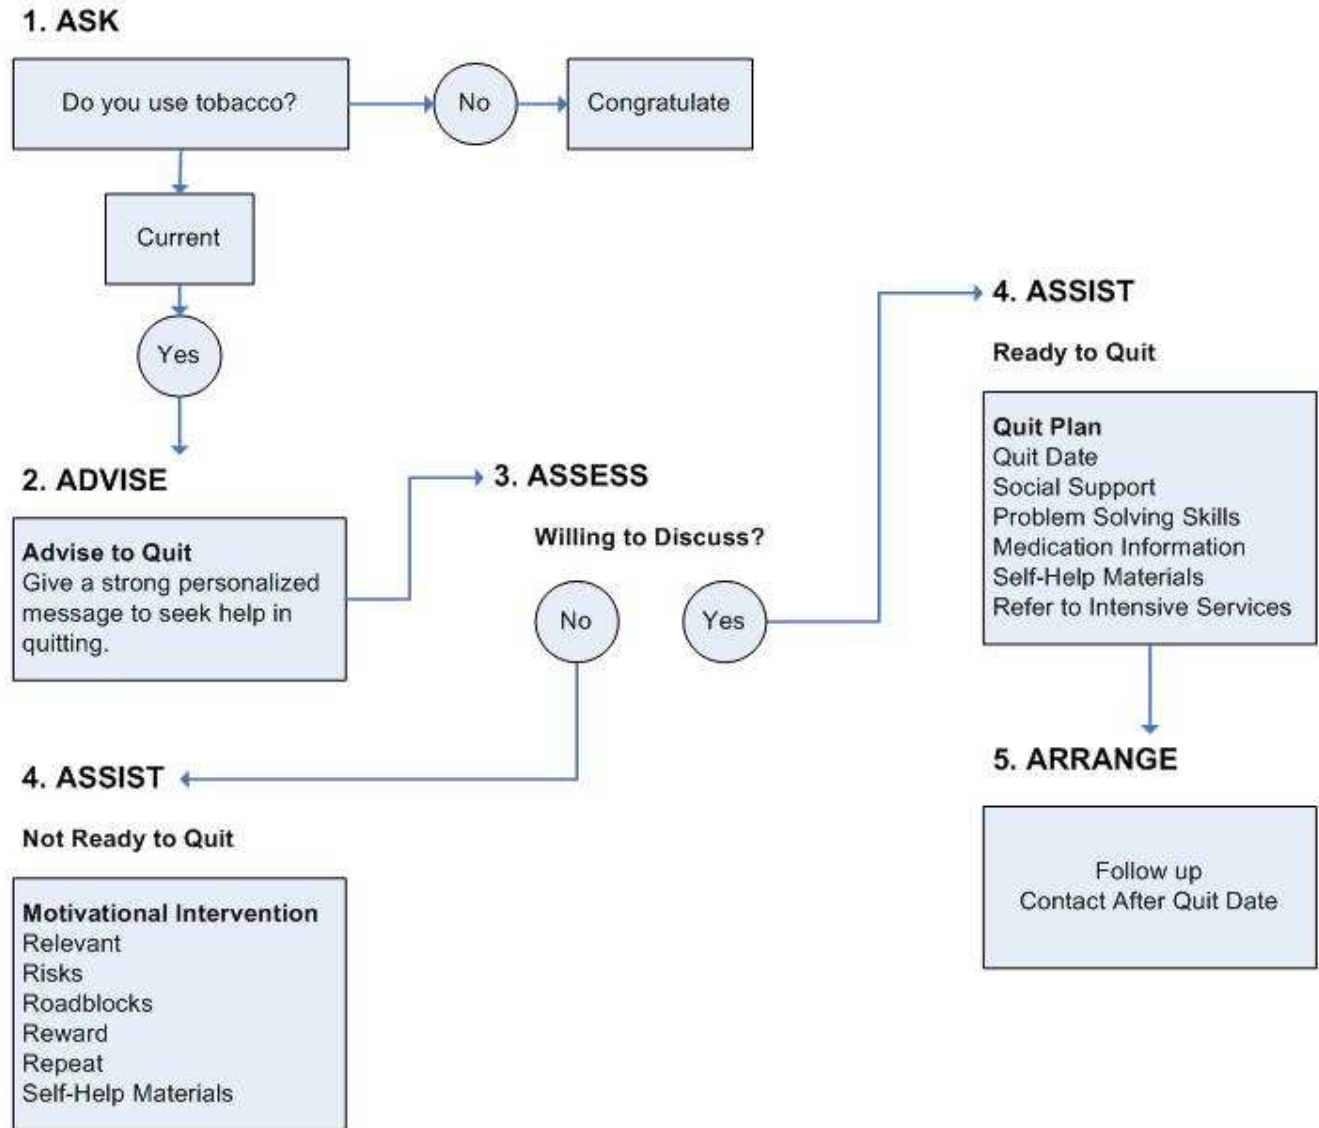 1. ASK
Do you use tobacco?
No
Congratulate
Current
Yes
2. ADVISE
Advise to Quit
Give a strong personalized
message to seek help in
quitting.
3. ASSESS
Willing to Discuss?
No
Yes
4. ASSIST
Ready to Quit
Quit Plan
Quit Date
Social Support
Problem Solving Skills
Medication Information
Self-Help Materials
Refer to Intensive Services
5. ARRANGE
Follow up
Contact After Quit Date
4. ASSIST
Not Ready to Quit
Motivational Intervention
Relevant
Risks
Roadblocks
Reward
Repeat
Self-Help Materials